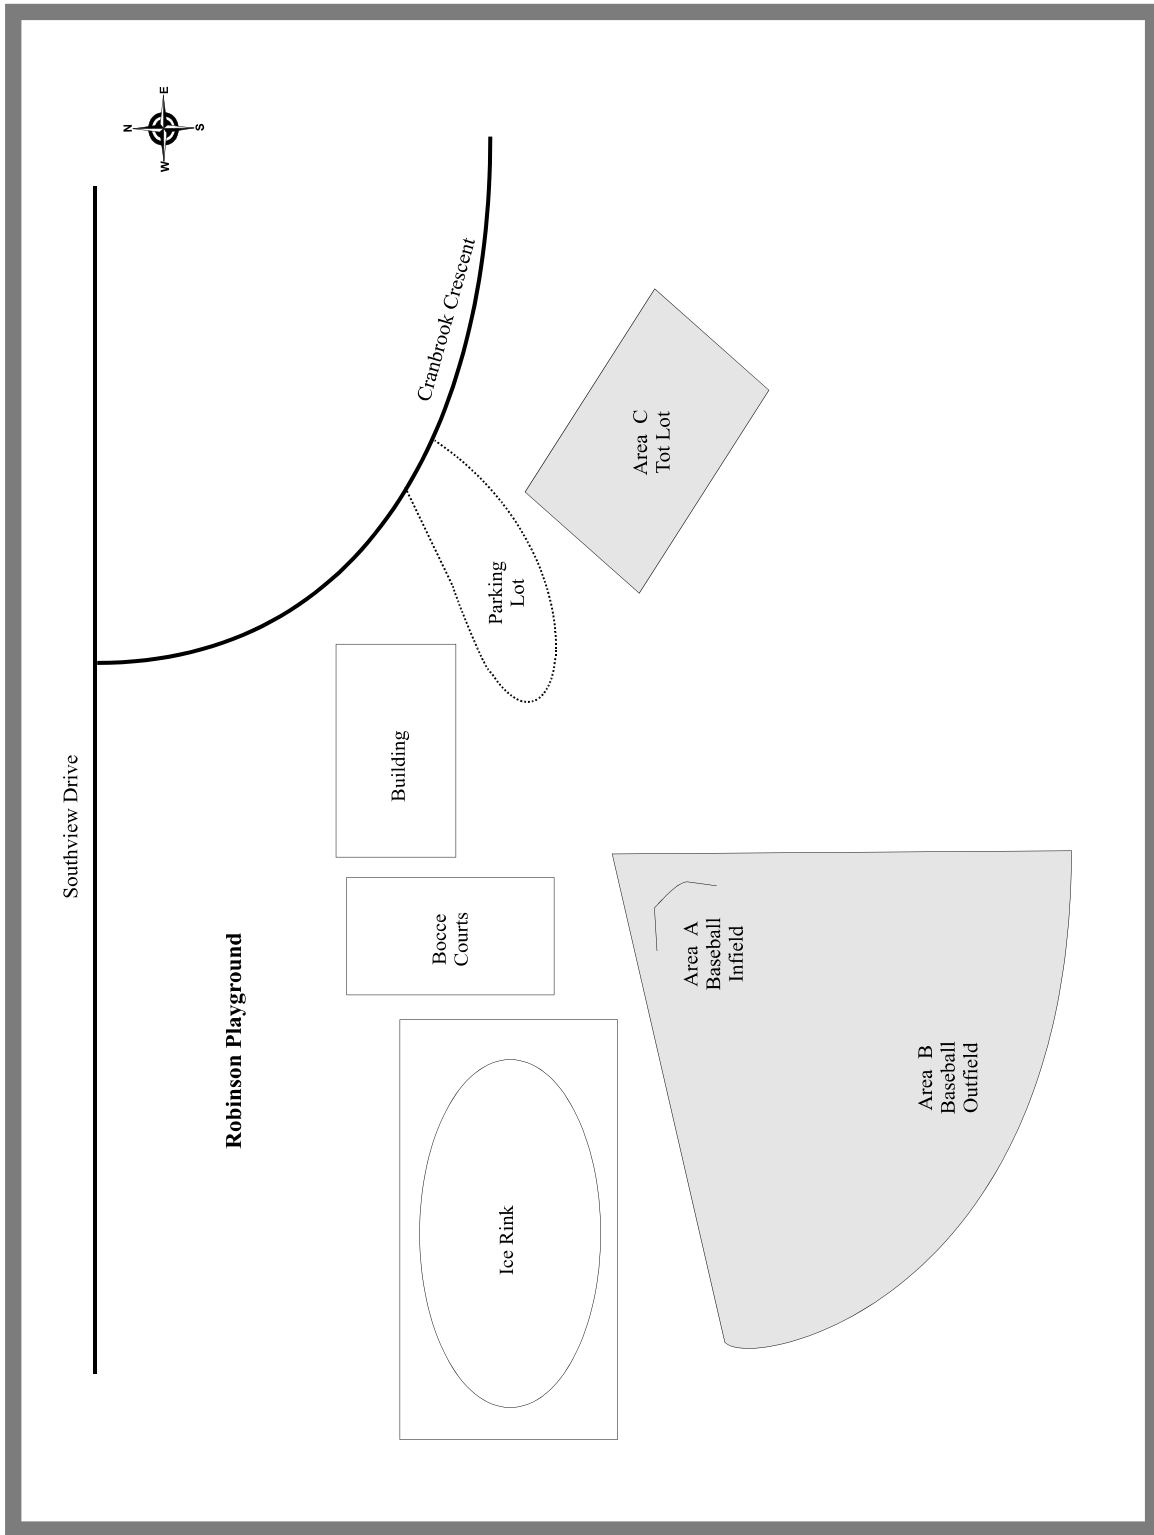 N
E
S
W
Southview Drive
Cranbrook Crescent
Robinson Playground
Ice Rink
Bocce
Courts
Building
Parking
Lot
Area C
Tot Lot
Area A
Baseball
Infield
Area B
Baseball
Outfield